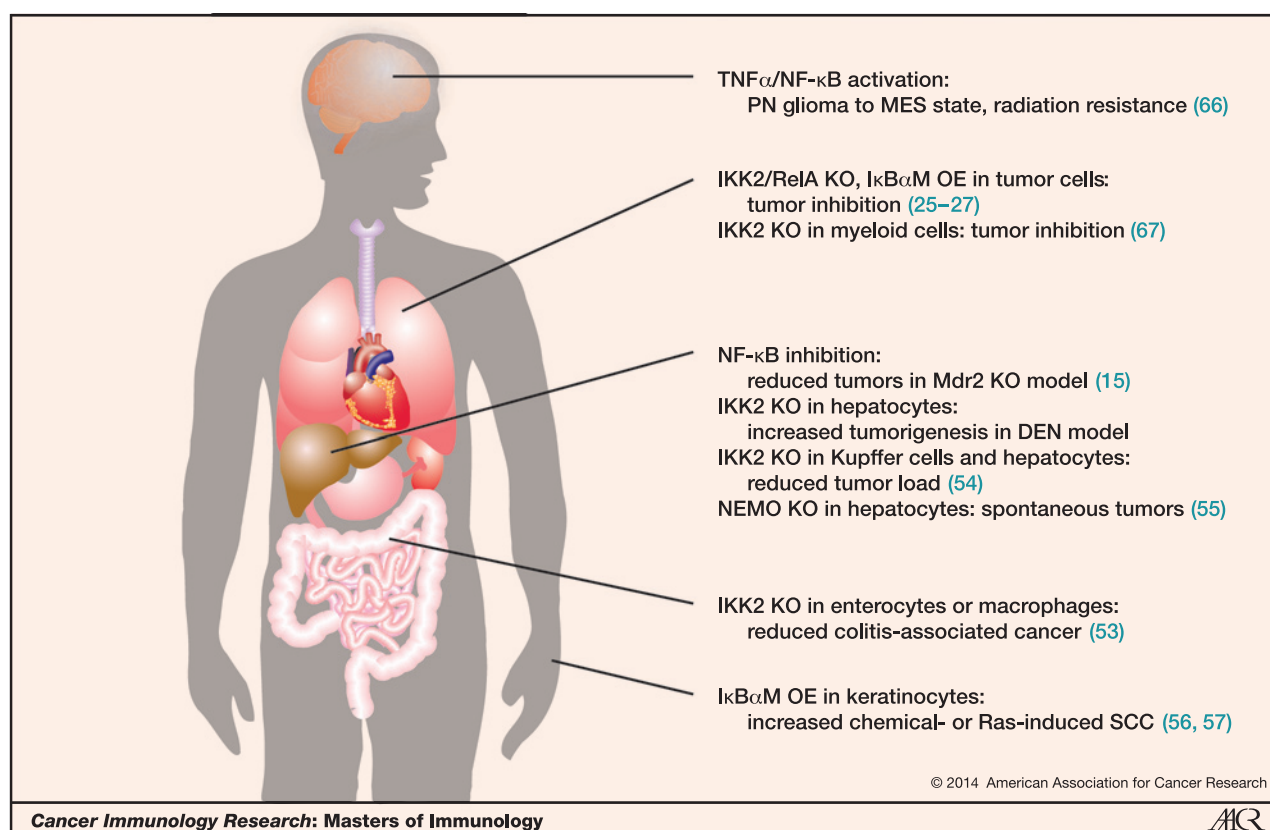 TNFα/NF-κB activation:
PN glioma to MES state, radiation resistance (66)
IKK2/RelA KO, IκBαM OE in tumor cells:
tumor inhibition (25–27)
IKK2 KO in myeloid cells: tumor inhibition (67)
NF-κB inhibition:
reduced tumors in Mdr2 KO model (15)
IKK2 KO in hepatocytes:
increased tumorigenesis in DEN model
IKK2 KO in Kupffer cells and hepatocytes:
reduced tumor load (54)
NEMO KO in hepatocytes: spontaneous tumors (55)
IKK2 KO in enterocytes or macrophages:
reduced colitis-associated cancer (53)
IκBαM OE in keratinocytes:
increased chemical- or Ras-induced SCC (56, 57)
© 2014 American Association for Cancer Research
Cancer Immunology Research: Masters of Immunology
AACR